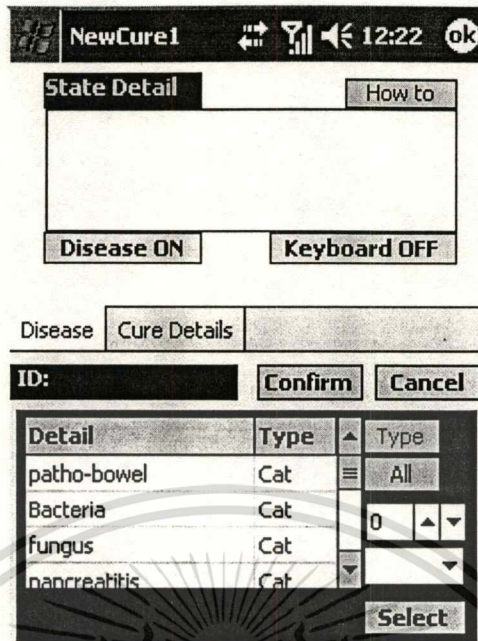 NewCure1 12:22 ok
State Detail How to
Disease ON Keyboard OFF
Disease Cure Details
ID: Confirm Cancel
Detail Type Type
patho-bowel Cat All
Bacteria Cat 0
fungus Cat
pancreatitis Cat
Select